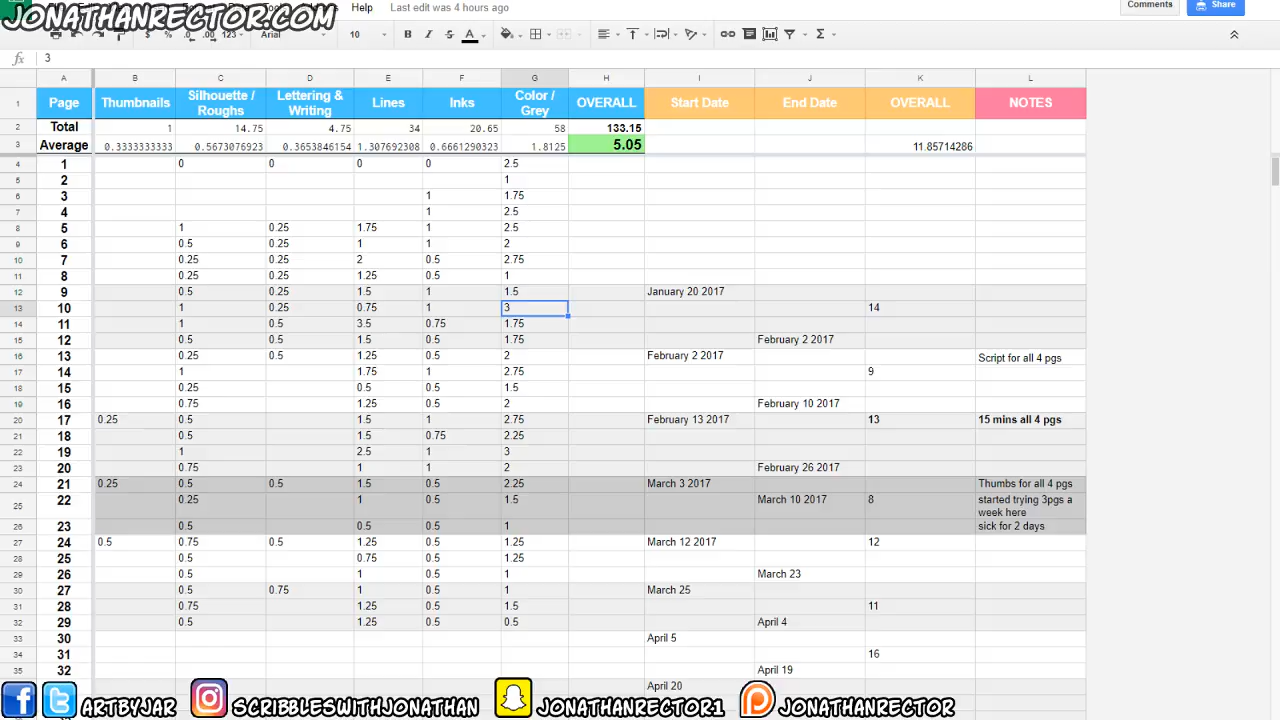 JONATHANRECTOR.COM
Help Last edit was 4 hours ago Comments Share
$ % .0 .00 123 Arial 10 B I S A Σ
fx 3
A B C D E F G H I J K L
1 Page Thumbnails Silhouette / Roughs Lettering & Writing Lines Inks Color / Grey OVERALL Start Date End Date OVERALL NOTES
2 Total 1 14.75 4.75 34 20.65 58 133.15
3 Average 0.3333333333 0.5673076923 0.3653846154 1.307692308 0.6661290323 1.8125 5.05 11.85714286
4 1 0 0 0 0 2.5
5 2 1
6 3 1 1.75
7 4 1 2.5
8 5 1 0.25 1.75 1 2.5
9 6 0.5 0.25 1 1 2
10 7 0.25 0.25 2 0.5 2.75
11 8 0.25 0.25 1.25 0.5 1
12 9 0.5 0.25 1.5 1 1.5 January 20 2017
13 10 1 0.25 0.75 1 3 14
14 11 1 0.5 3.5 0.75 1.75
15 12 0.5 0.5 1.5 0.5 1.75 February 2 2017
16 13 0.25 0.5 1.25 0.5 2 February 2 2017 Script for all 4 pgs
17 14 1 1.75 1 2.75 9
18 15 0.25 0.5 0.5 1.5
19 16 0.75 1.25 0.5 2 February 10 2017
20 17 0.25 0.5 1.5 1 2.75 February 13 2017 13 15 mins all 4 pgs
21 18 0.5 1.5 0.75 2.25
22 19 1 2.5 1 3
23 20 0.75 1 1 2 February 26 2017
24 21 0.25 0.5 0.5 1.5 0.5 2.25 March 3 2017 Thumbs for all 4 pgs
25 22 0.25 1 0.5 1.5 March 10 2017 8 started trying 3pgs a week here
26 23 0.5 0.5 0.5 1 sick for 2 days
27 24 0.5 0.75 0.5 1.25 0.5 1.25 March 12 2017 12
28 25 0.5 0.75 0.5 1.25
29 26 0.5 1 0.5 1 March 23
30 27 0.5 0.75 1 0.5 1 March 25
31 28 0.75 1.25 0.5 1.5 11
32 29 0.5 1.25 0.5 0.5 April 4
33 30 April 5
34 31 16
35 32 April 19
April 20
ARTBYJAR SCRIBBLESWITHJONATHAN JONATHANRECTOR1 JONATHANRECTOR